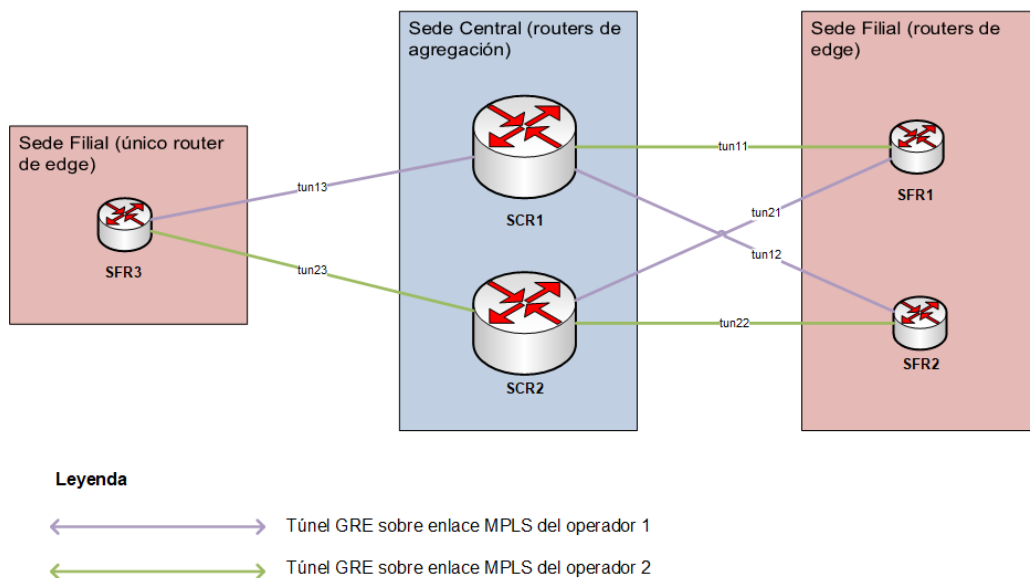 Sede Central (routers de
agregación)
Sede Filial (routers de
edge)
Sede Filial (único router
de edge)
tun11
tun13
SFR1
SCR1
tun21
tun12
SFR3
tun23
tun22
SFR2
SCR2
Leyenda
Túnel GRE sobre enlace MPLS del operador 1
Túnel GRE sobre enlace MPLS del operador 2